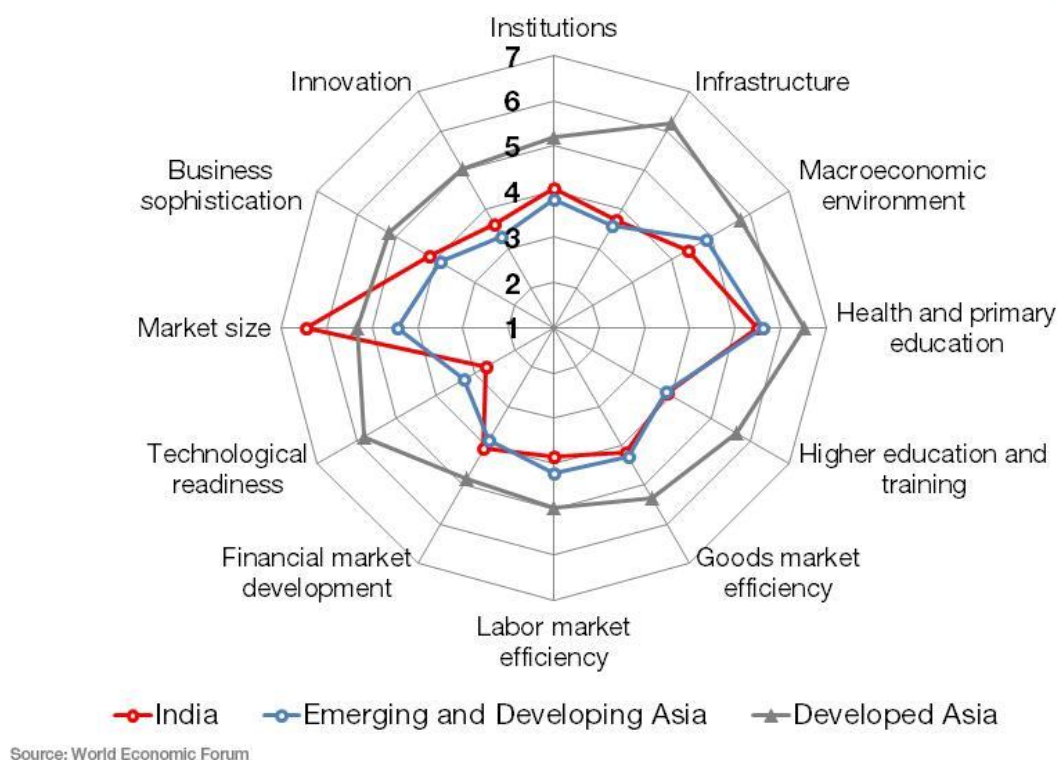 Institutions
7
Innovation
Infrastructure
6
5
Business
sophistication
Macroeconomic
environment
4
3
2
Market size
1
Health and primary
education
Technological
readiness
Higher education and
training
Financial market
development
Goods market
efficiency
Labor market
efficiency
India
Emerging and Developing Asia
Developed Asia
Source: World Economic Forum